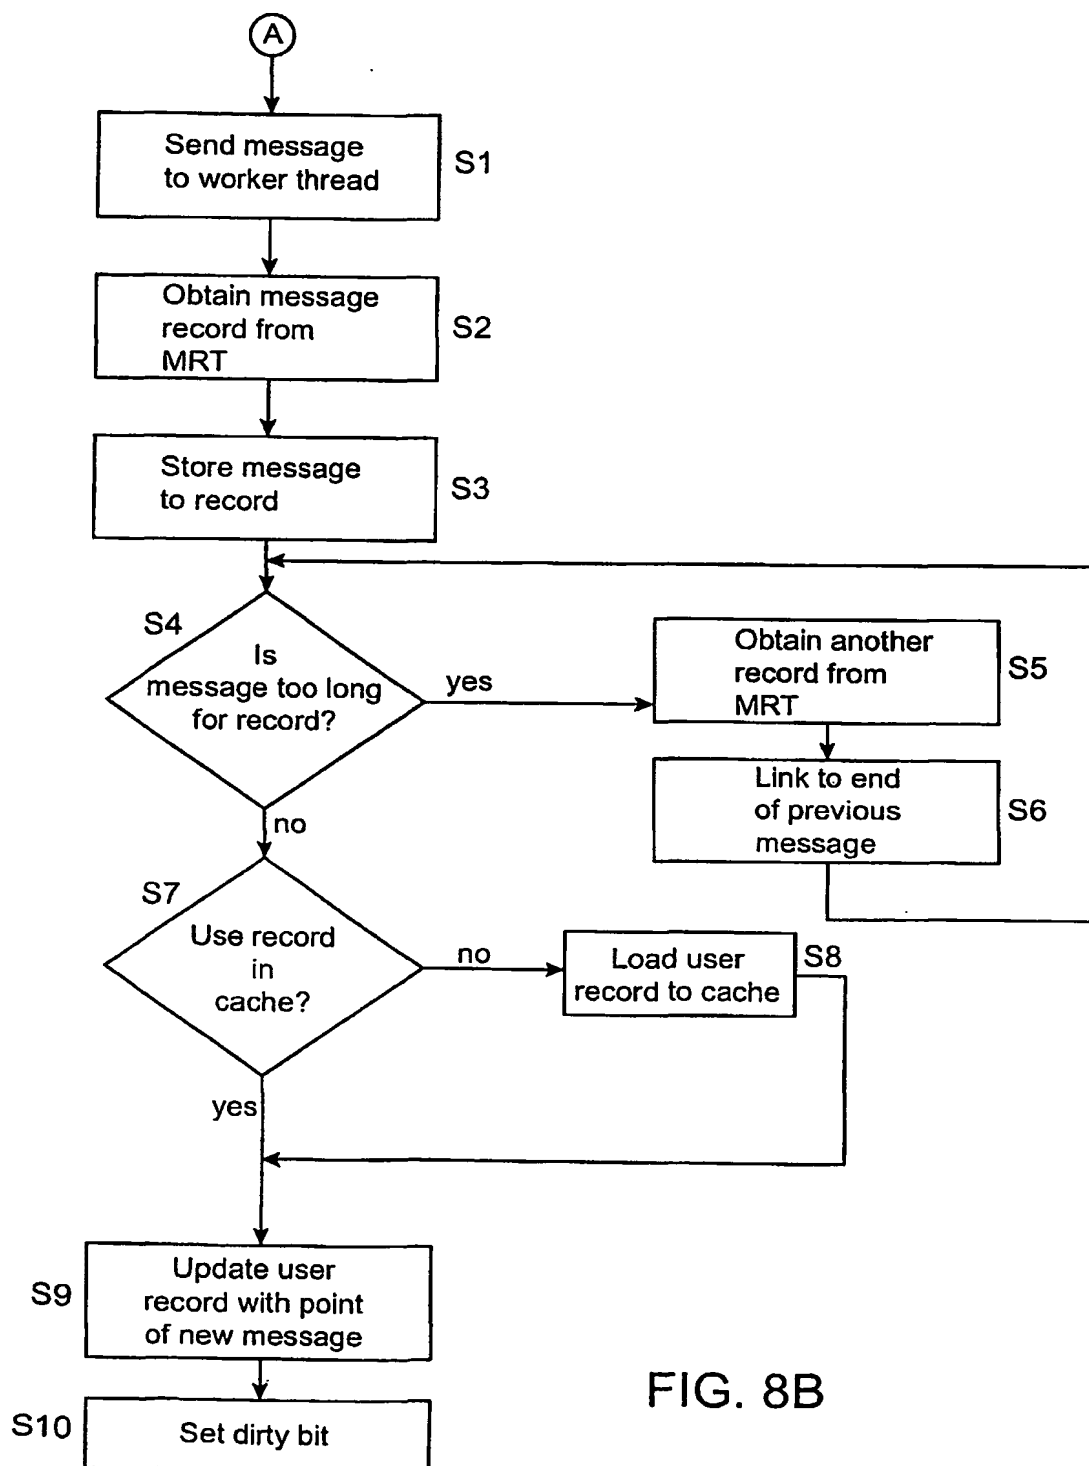 A
Send message
to worker thread
S1
Obtain message
record from
MRT
S2
Store message
to record
S3
S4
Is
message too long
for record?
yes
Obtain another
record from
MRT
S5
Link to end
of previous
message
S6
no
S7
Use record
in
cache?
no
Load user
record to cache
S8
yes
S9
Update user
record with point
of new message
S10
Set dirty bit
FIG. 8B